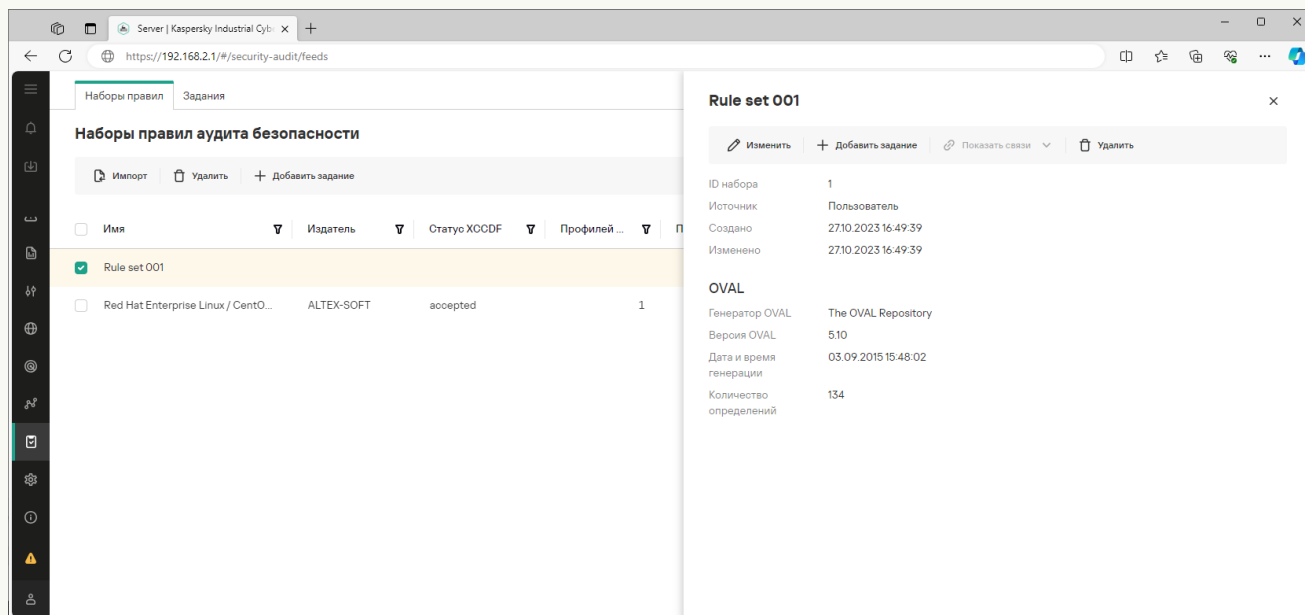 Server | Kaspersky Industrial Cybe
https://192.168.2.1/#/security-audit/feeds
Наборы правил
Задания
Наборы правил аудита безопасности
Импорт
Удалить
Добавить задание
Имя
Издатель
Статус XCCDF
Профилей ...
П
Rule set 001
Red Hat Enterprise Linux / CentO...
ALTEX-SOFT
accepted
1
Rule set 001
Изменить
Добавить задание
Показать связи
Удалить
ID набора 1
Источник Пользователь
Создано 27.10.2023 16:49:39
Изменено 27.10.2023 16:49:39
OVAL
Генератор OVAL The OVAL Repository
Версия OVAL 5.10
Дата и время 03.09.2015 15:48:02
генерации
Количество 134
определений